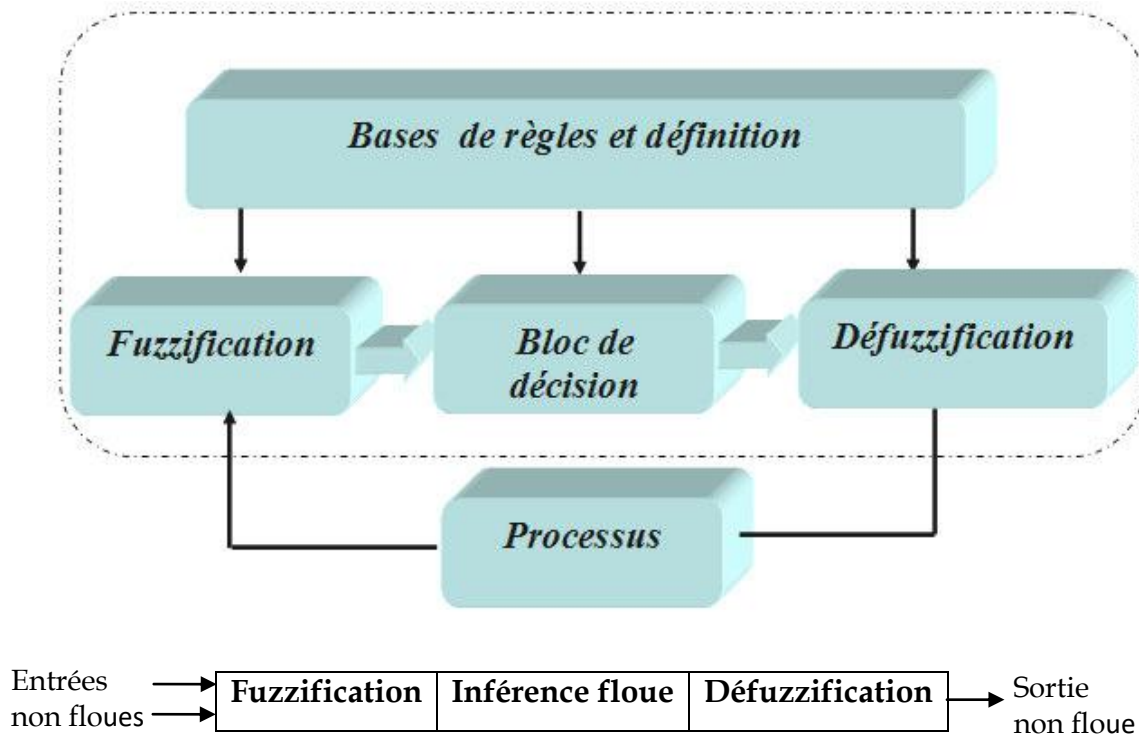 Bases de règles et définition
Fuzzification
Bloc de
décision
Défuzzification
Processus
Entrées
non floues
Fuzzification
Inférence floue
Défuzzification
Sortie
non floue